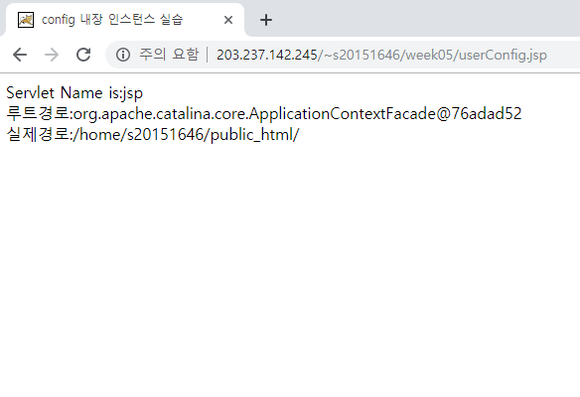 config 내장 인스턴스 실습
주의 요함 203.237.142.245/~s20151646/week05/userConfig.jsp
Servlet Name is:jsp
루트경로:org.apache.catalina.core.ApplicationContextFacade@76adad52
실제경로:/home/s20151646/public_html/